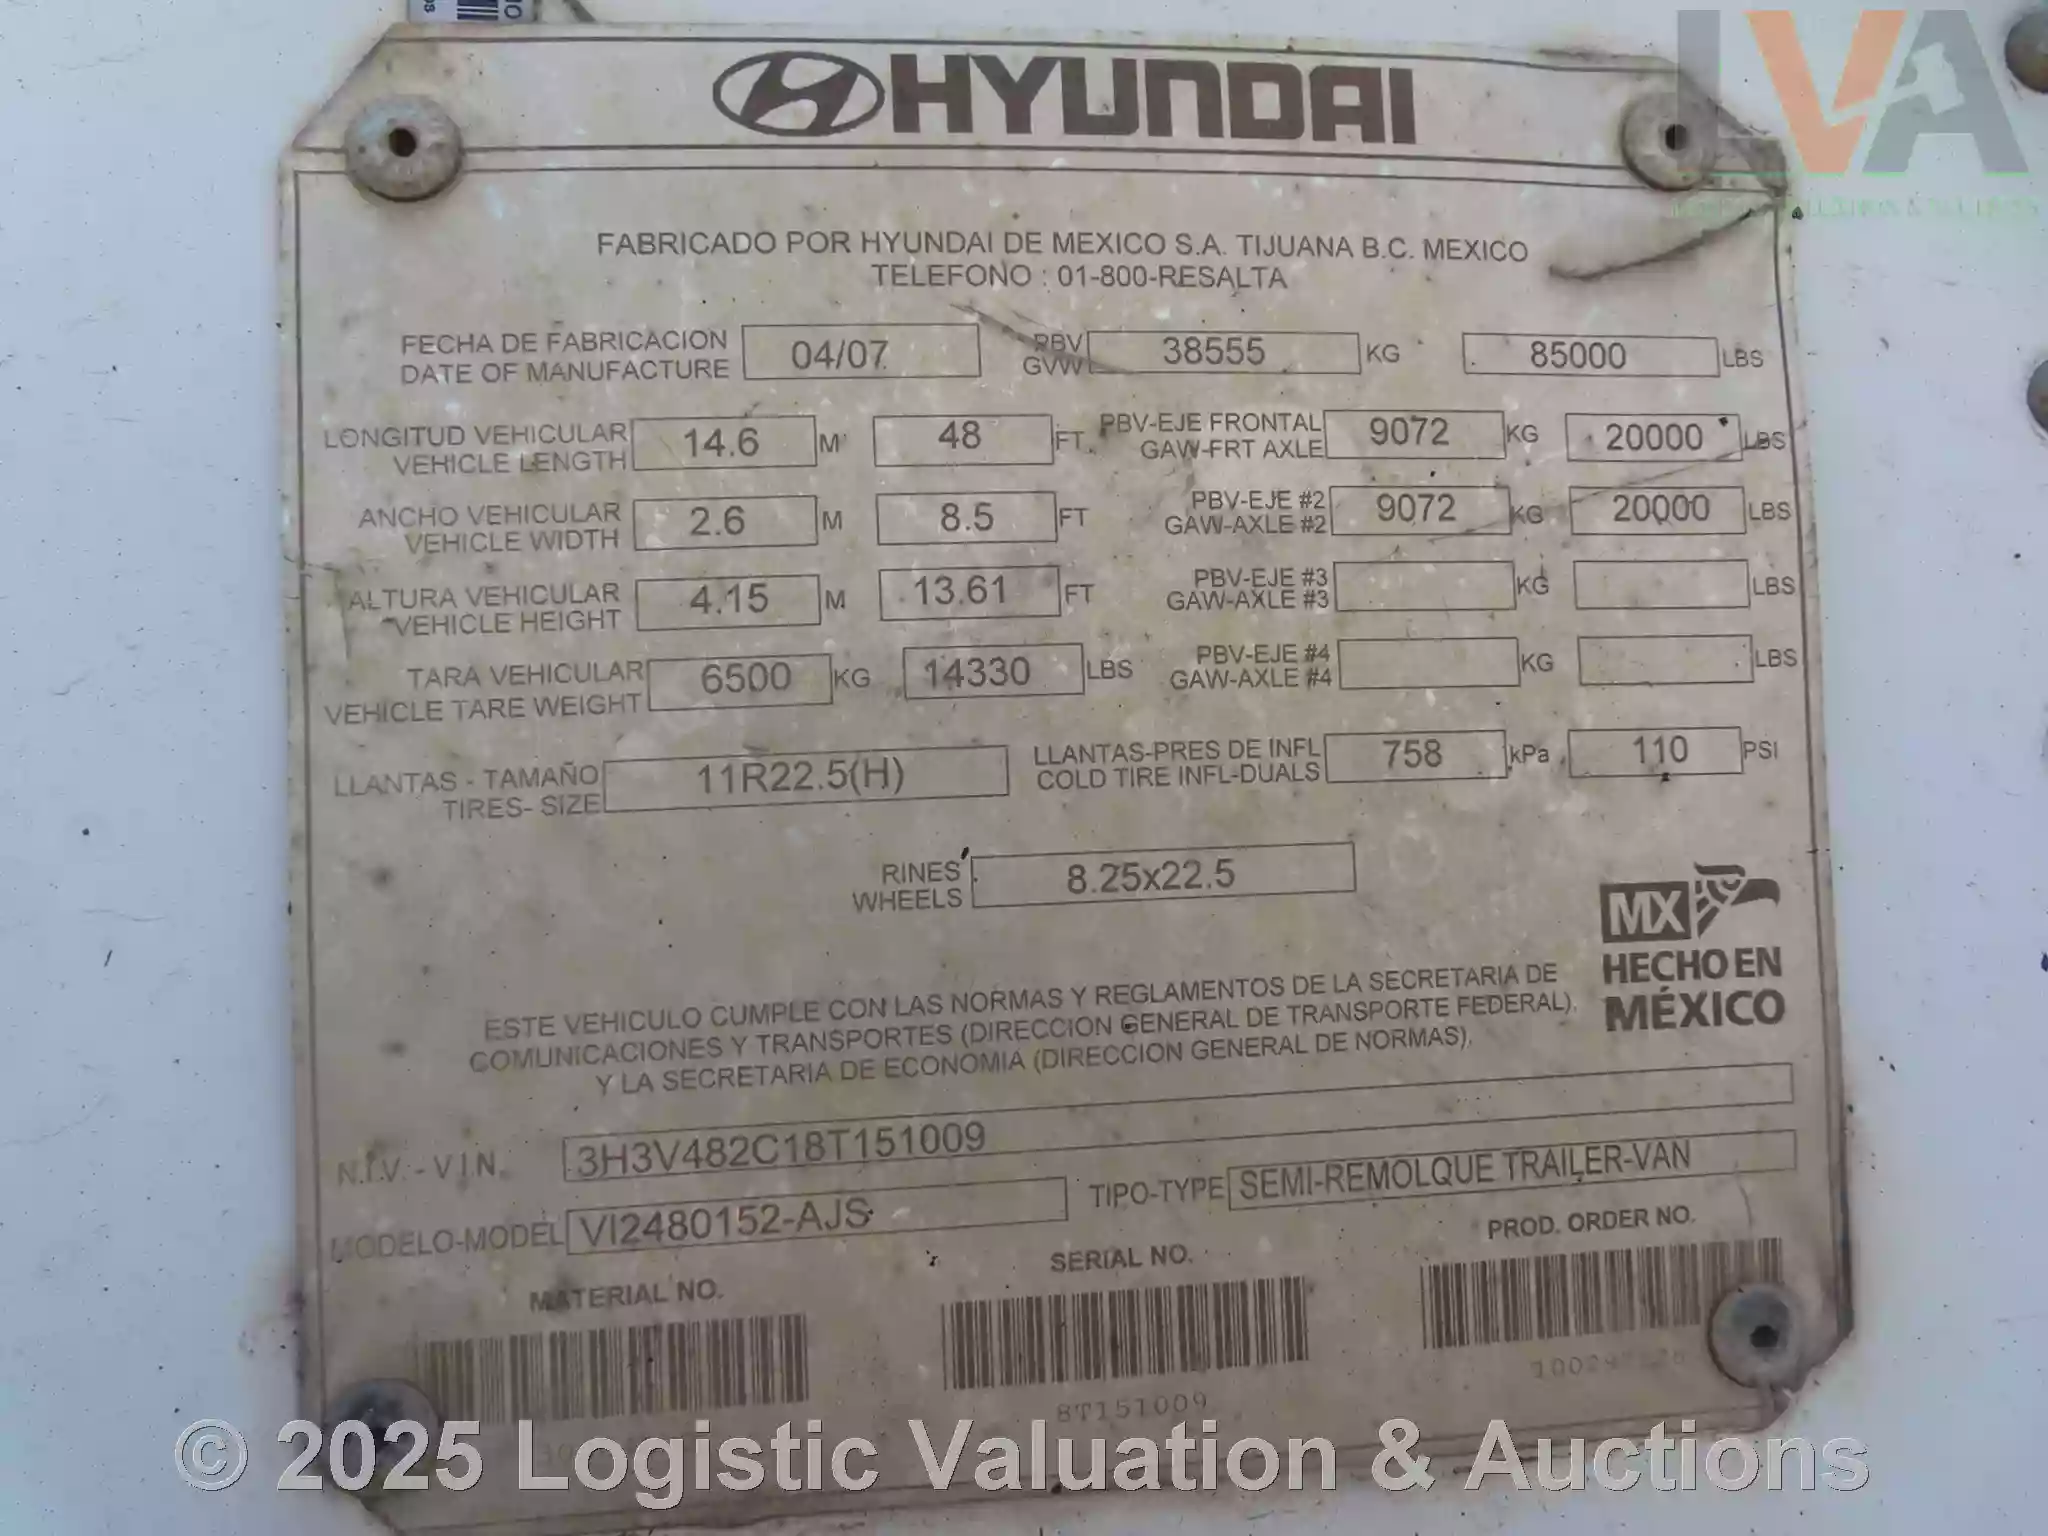 HYUNDAI
LVA
FABRICADO POR HYUNDAI DE MEXICO S.A. TIJUANA B.C. MEXICO
TELEFONO : 01-800-RESALTA
FECHA DE FABRICACION
DATE OF MANUFACTURE 04/07
PBV
GVW 38555 KG 85000 LBS
LONGITUD VEHICULAR
VEHICLE LENGTH 14.6 M 48 FT
PBV-EJE FRONTAL
GAW-FRT AXLE 9072 KG 20000 LBS
ANCHO VEHICULAR
VEHICLE WIDTH 2.6 M 8.5 FT
PBV-EJE #2
GAW-AXLE #2 9072 KG 20000 LBS
ALTURA VEHICULAR
VEHICLE HEIGHT 4.15 M 13.61 FT
PBV-EJE #3
GAW-AXLE #3 KG LBS
TARA VEHICULAR
VEHICLE TARE WEIGHT 6500 KG 14330 LBS
PBV-EJE #4
GAW-AXLE #4 KG LBS
LLANTAS - TAMAÑO
TIRES- SIZE 11R22.5(H)
LLANTAS-PRES DE INFL
COLD TIRE INFL-DUALS 758 kPa 110 PSI
RINES
WHEELS 8.25x22.5
MX
HECHO EN
MÉXICO
ESTE VEHICULO CUMPLE CON LAS NORMAS Y REGLAMENTOS DE LA SECRETARIA DE
COMUNICACIONES Y TRANSPORTES (DIRECCION GENERAL DE TRANSPORTE FEDERAL),
Y LA SECRETARIA DE ECONOMIA (DIRECCION GENERAL DE NORMAS).
N.I.V. - V.I.N. 3H3V482C18T151009
MODELO-MODEL VI2480152-AJS TIPO-TYPE SEMI-REMOLQUE TRAILER-VAN
MATERIAL NO. SERIAL NO. PROD. ORDER NO.
8T151009
© 2025 Logistic Valuation & Auctions